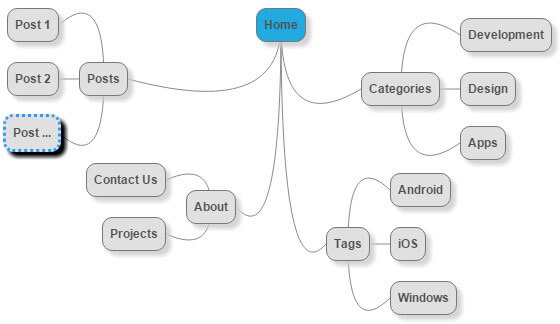 Home
Posts
Post 1
Post 2
Post ...
About
Contact Us
Projects
Categories
Development
Design
Apps
Tags
Android
iOS
Windows